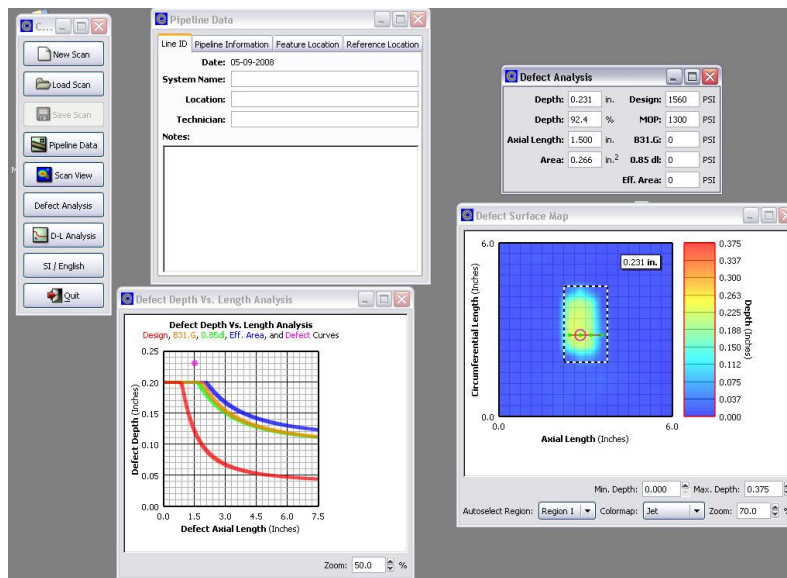 C...
New Scan
Load Scan
Save Scan
Pipeline Data
Scan View
Defect Analysis
D-L Analysis
SI / English
Quit
Pipeline Data
Line ID Pipeline Information Feature Location Reference Location
Date: 05-09-2008
System Name:
Location:
Technician:
Notes:
Defect Analysis
Depth: 0.231 in. Design: 1560 PSI
Depth: 92.4 % MOP: 1300 PSI
Axial Length: 1.500 in. B31.G: 0 PSI
Area: 0.266 in.2 0.85 dl: 0 PSI
Eff. Area: 0 PSI
Defect Surface Map
6.0
0.231 in.
Circumferential Length (Inches)
0.0
0.0 6.0
Axial Length (Inches)
0.375
0.337
0.300
0.263
0.225
0.188
0.150
0.112
0.075
0.037
0.000
Depth (Inches)
Min. Depth: 0.000 Max. Depth: 0.375
Autoselect Region: Region 1 Colormap: Jet Zoom: 70.0 %
Defect Depth Vs. Length Analysis
Defect Depth Vs. Length Analysis
Design, B31.G, 0.85dl, Eff. Area, and Defect Curves
0.25
0.20
0.15
0.10
0.05
0.00
Defect Depth (Inches)
0.0 1.5 3.0 4.5 6.0 7.5
Defect Axial Length (Inches)
Zoom: 50.0 %